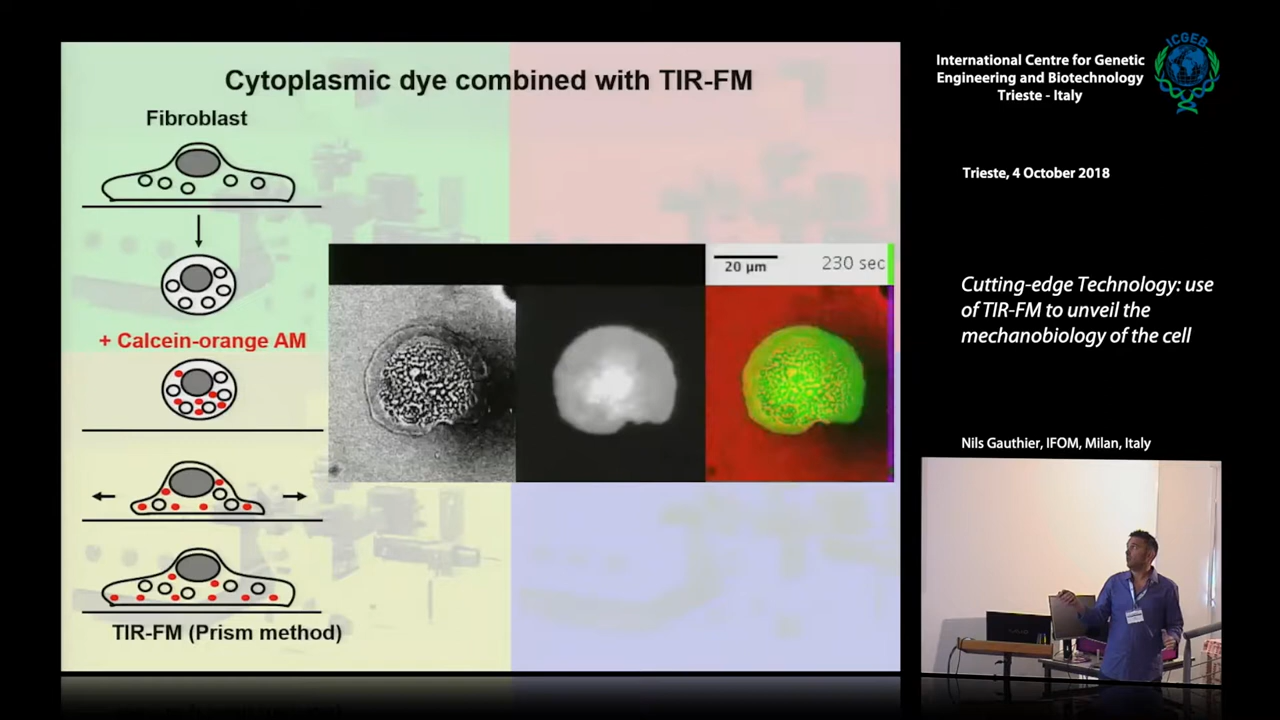 Cytoplasmic dye combined with TIR-FM
Fibroblast
+ Calcein-orange AM
TIR-FM (Prism method)
20 µm
230 sec
ICGEB
International Centre for Genetic
Engineering and Biotechnology
Trieste - Italy
Trieste, 4 October 2018
Cutting-edge Technology: use
of TIR-FM to unveil the
mechanobiology of the cell
Nils Gauthier, IFOM, Milan, Italy